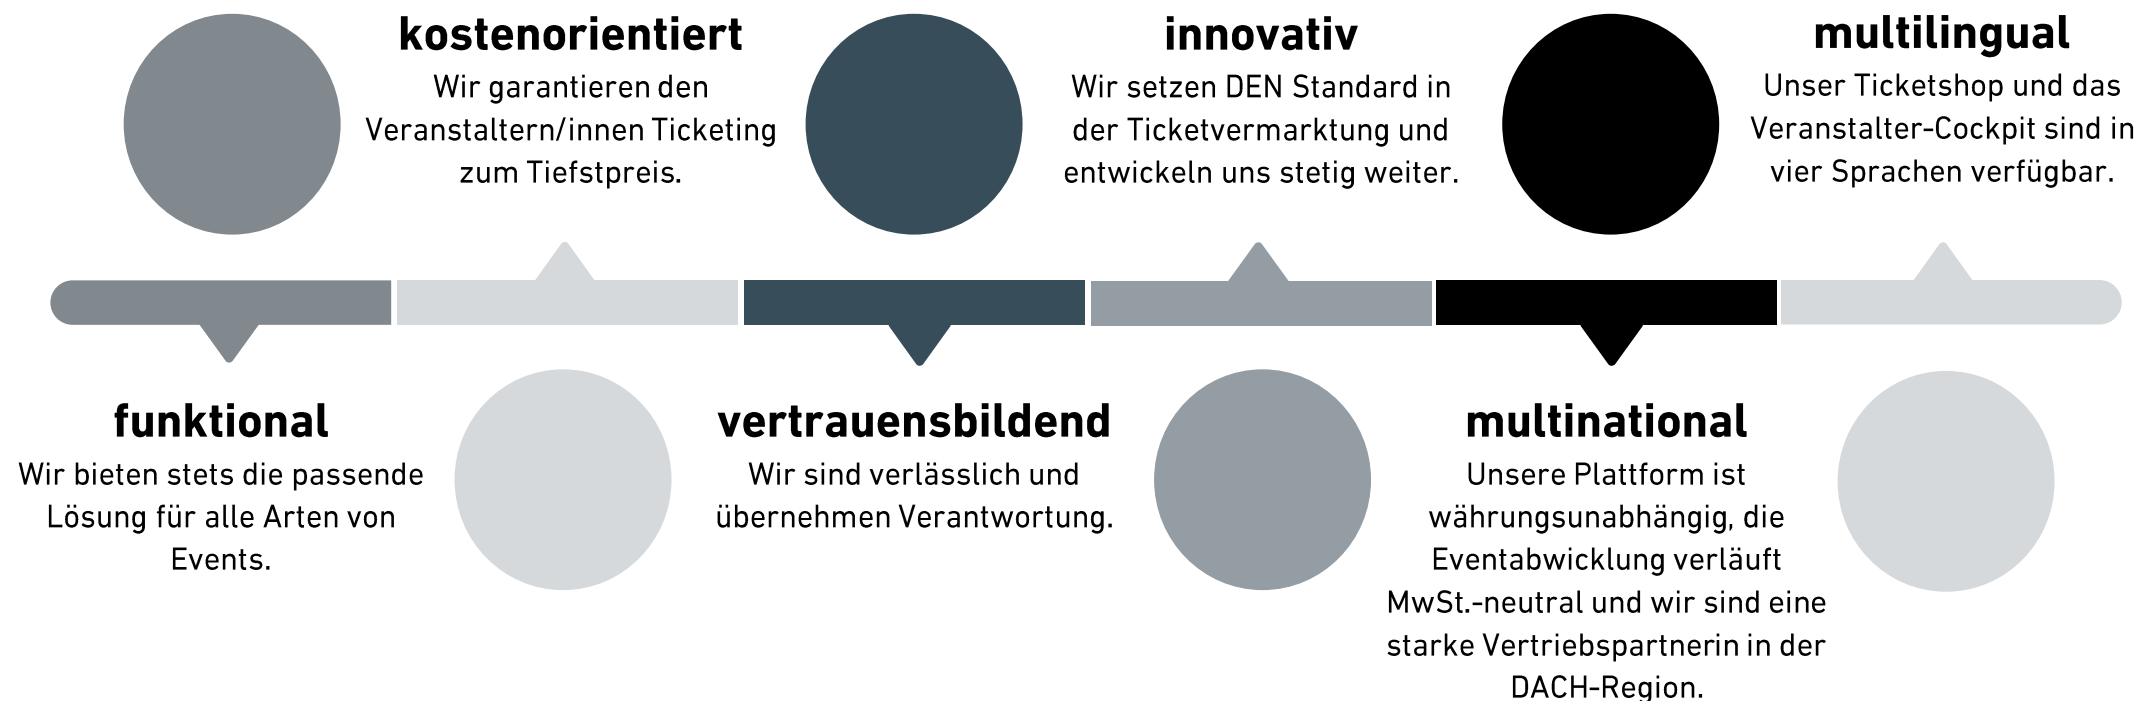 kostenorientiert
Wir garantieren den
Veranstaltern/innen Ticketing
zum Tiefstpreis.
innovativ
Wir setzen DEN Standard in
der Ticketvermarktung und
entwickeln uns stetig weiter.
multilingual
Unser Ticketshop und das
Veranstalter-Cockpit sind in
vier Sprachen verfügbar.
funktional
Wir bieten stets die passende
Lösung für alle Arten von
Events.
vertrauensbildend
Wir sind verlässlich und
übernehmen Verantwortung.
multinational
Unsere Plattform ist
währungsunabhängig, die
Eventabwicklung verläuft
MwSt.-neutral und wir sind eine
starke Vertriebspartnerin in der
DACH-Region.